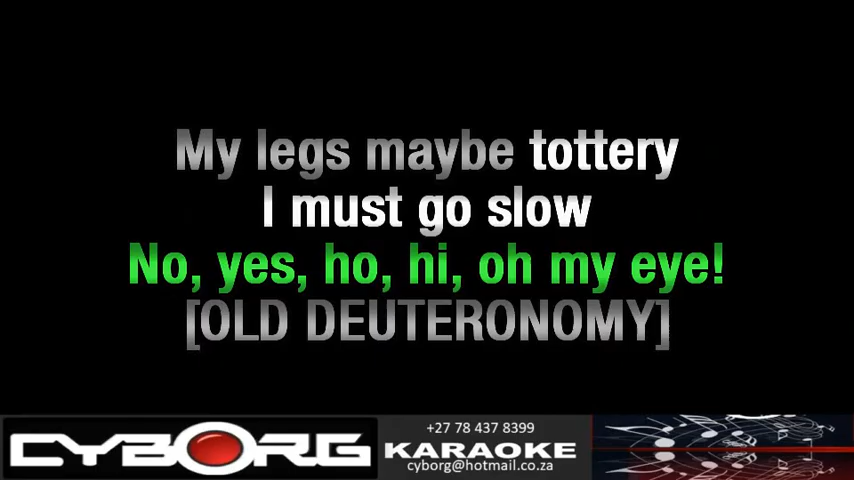 My legs maybe tottery
I must go slow
No, yes, ho, hi, oh my eye!
[OLD DEUTERONOMY]
CYBORG
+27 78 437 8399
KARAOKE
cyborg@hotmail.co.za